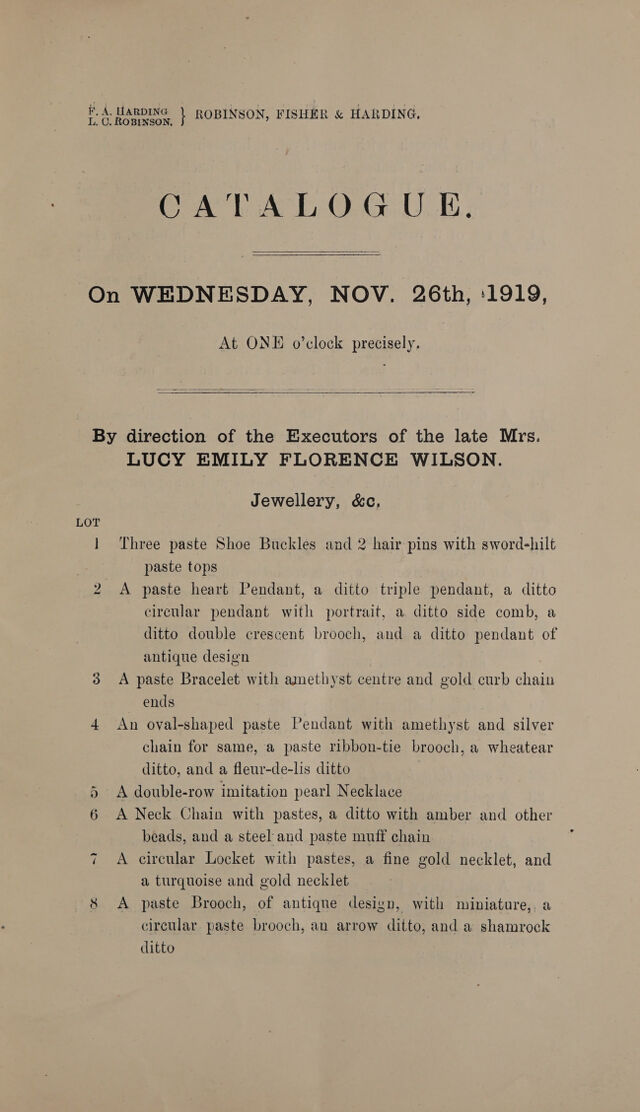 F. A. HARDING
L. C. ROBINSON, } ROBINSON, FISHER & HARDING.
CATALOGUE.
On WEDNESDAY, NOV. 26th, 1919,
At ONE o'clock precisely.
By direction of the Executors of the late Mrs.
LUCY EMILY FLORENCE WILSON.
Jewellery, &c.
LOT
1 Three paste Shoe Buckles and 2 hair pins with sword-hilt
paste tops
2 A paste heart Pendant, a ditto triple pendant, a ditto
circular pendant with portrait, a ditto side comb, a
ditto double crescent brooch, and a ditto pendant of
antique design
3 A paste Bracelet with amethyst centre and gold curb chain
ends
4 An oval-shaped paste Pendant with amethyst and silver
chain for same, a paste ribbon-tie brooch, a wheatear
ditto, and a fleur-de-lis ditto
5 A double-row imitation pearl Necklace
6 A Neck Chain with pastes, a ditto with amber and other
beads, and a steel and paste muff chain
7 A circular Locket with pastes, a fine gold necklet, and
a turquoise and gold necklet
8 A paste Brooch, of antique design, with miniature, a
circular paste brooch, an arrow ditto, and a shamrock
ditto